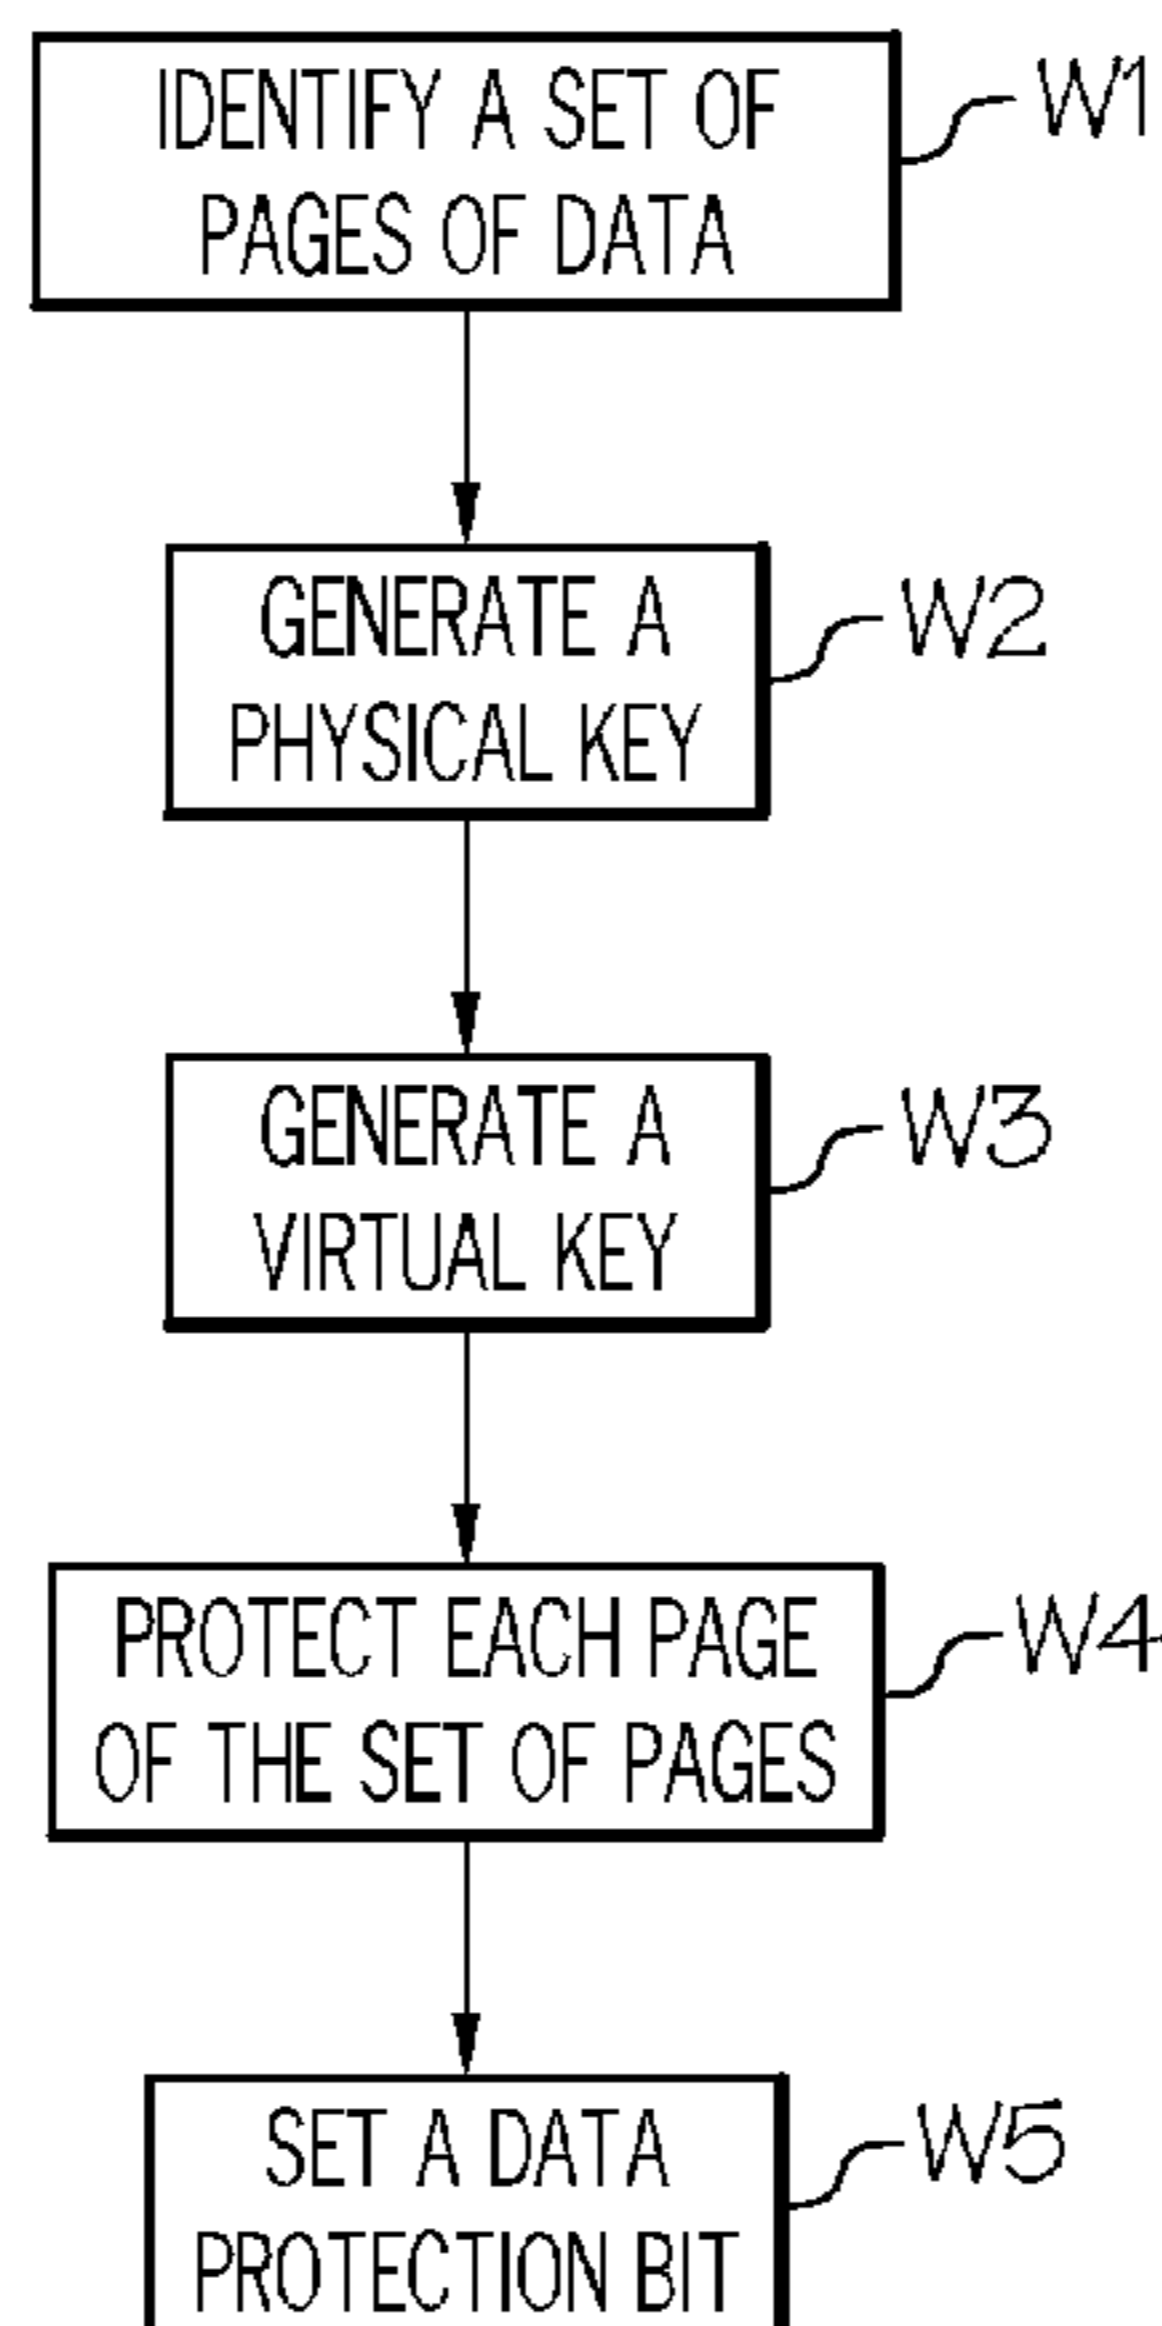 IDENTIFY A SET OF
PAGES OF DATA
W1
GENERATE A
PHYSICAL KEY
W2
GENERATE A
VIRTUAL KEY
W3
PROTECT EACH PAGE
OF THE SET OF PAGES
W4
SET A DATA
PROTECTION BIT
W5